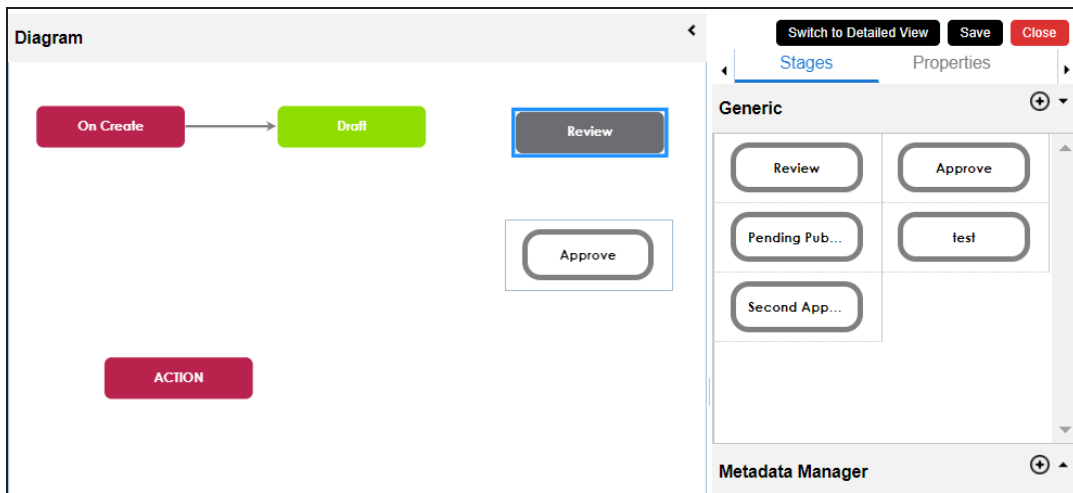 Diagram
Switch to Detailed View
Save
Close
Stages
Properties
On Create
Draft
Review
Approve
ACTION
Generic
Review
Approve
Pending Pub...
test
Second App...
Metadata Manager